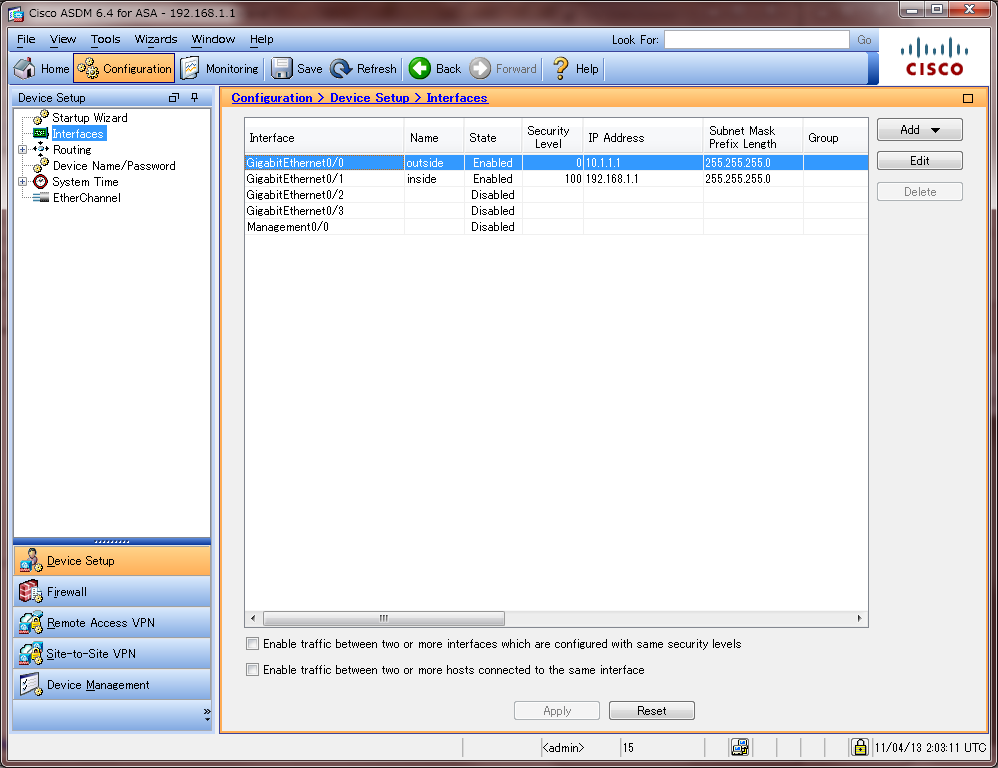 Cisco ASDM 6.4 for ASA - 192.168.1.1
File View Tools Wizards Window Help Look For: Go
Home Configuration Monitoring Save Refresh Back Forward Help
CISCO
Device Setup
Startup Wizard
Interfaces
Routing
Device Name/Password
System Time
EtherChannel
Device Setup
Firewall
Remote Access VPN
Site-to-Site VPN
Device Management
»
Configuration > Device Setup > Interfaces
Interface Name State Security Level IP Address Subnet Mask Prefix Length Group
GigabitEthernet0/0 outside Enabled 0 10.1.1.1 255.255.255.0
GigabitEthernet0/1 inside Enabled 100 192.168.1.1 255.255.255.0
GigabitEthernet0/2 Disabled
GigabitEthernet0/3 Disabled
Management0/0 Disabled
Add
Edit
Delete
Enable traffic between two or more interfaces which are configured with same security levels
Enable traffic between two or more hosts connected to the same interface
Apply Reset
<admin> 15 11/04/13 2:03:11 UTC